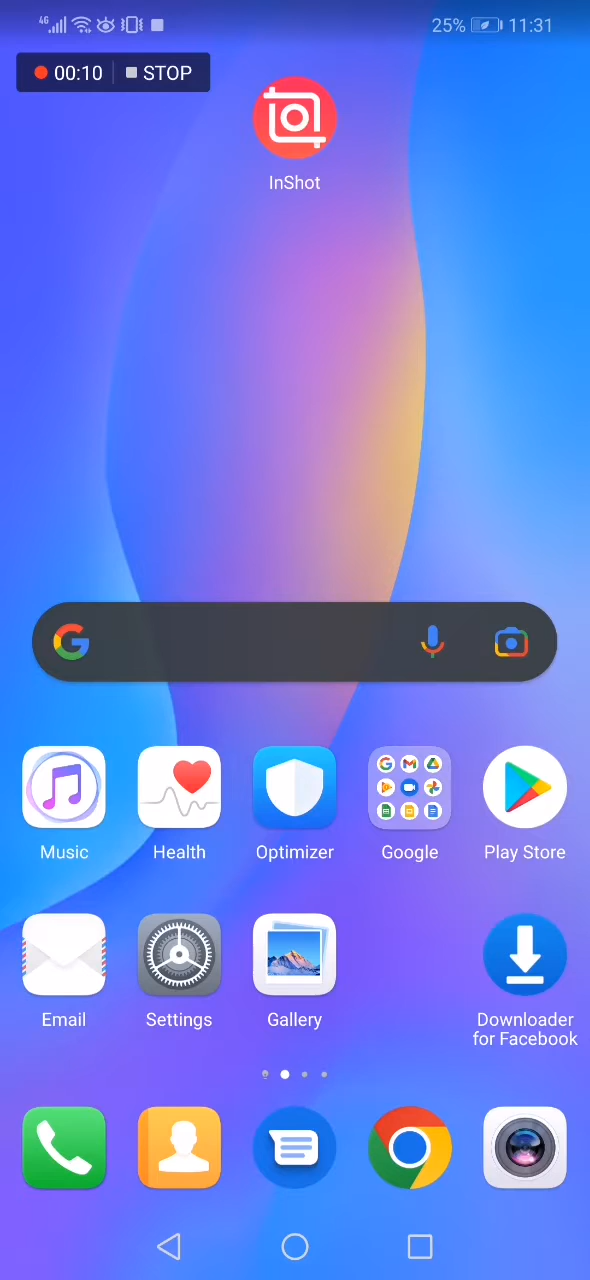 4G
25%
11:31
00:10
STOP
InShot
Music
Health
Optimizer
Google
Play Store
Email
Settings
Gallery
Downloader
for Facebook